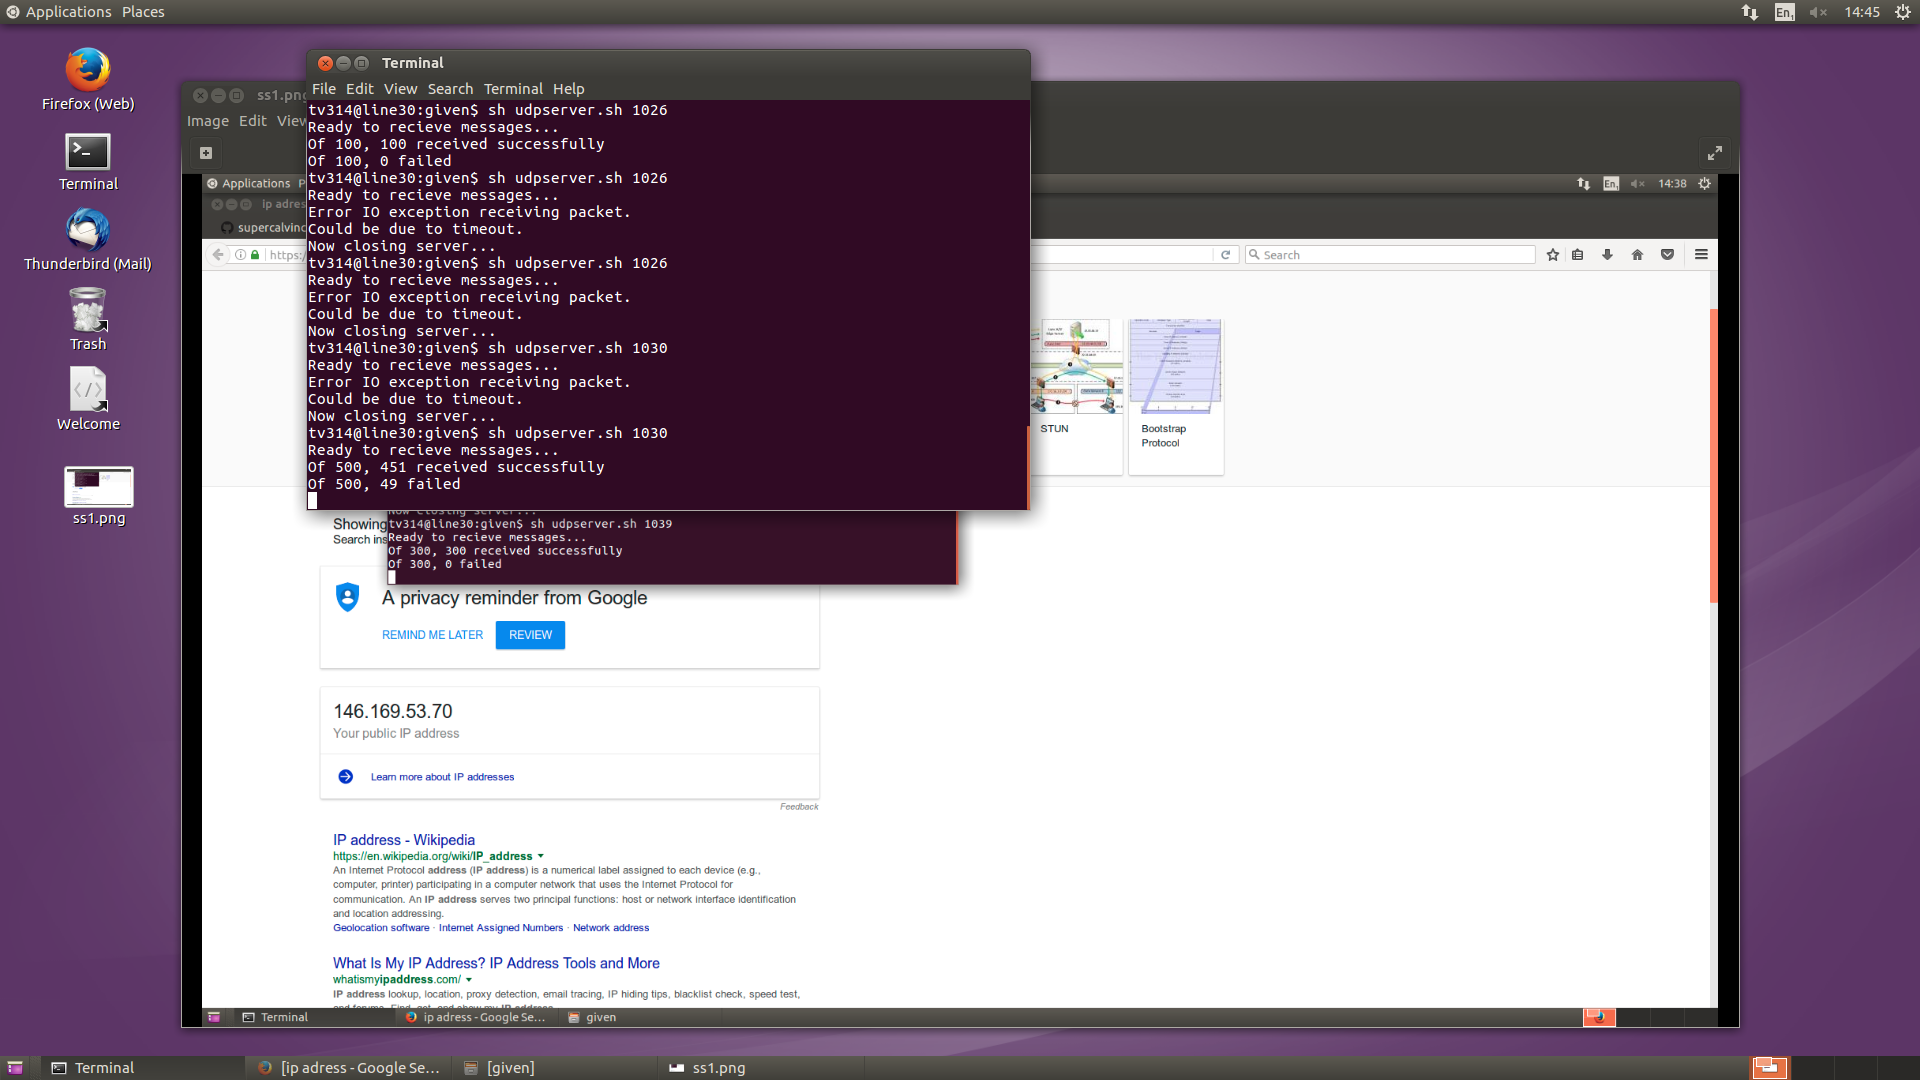 Applications Places
En1 14:45
Firefox (Web)
Terminal
Thunderbird (Mail)
Trash
Welcome
ss1.png
Terminal
File Edit View Search Terminal Help
tv314@line30:given$ sh udpserver.sh 1026
Ready to recieve messages...
Of 100, 100 received successfully
Of 100, 0 failed
tv314@line30:given$ sh udpserver.sh 1026
Ready to recieve messages...
Error IO exception receiving packet.
Could be due to timeout.
Now closing server...
tv314@line30:given$ sh udpserver.sh 1026
Ready to recieve messages...
Error IO exception receiving packet.
Could be due to timeout.
Now closing server...
tv314@line30:given$ sh udpserver.sh 1030
Ready to recieve messages...
Error IO exception receiving packet.
Could be due to timeout.
Now closing server...
tv314@line30:given$ sh udpserver.sh 1030
Ready to recieve messages...
Of 500, 451 received successfully
Of 500, 49 failed
ss1.pn
Image Edit View
Applications P
En1 14:38
ip adres
supercalvinc
https:/
Search
STUN
Bootstrap
Protocol
Showing
Search ins
tv314@line30:given$ sh udpserver.sh 1039
Ready to recieve messages...
Of 300, 300 received successfully
Of 300, 0 failed
A privacy reminder from Google
REMIND ME LATER REVIEW
146.169.53.70
Your public IP address
Learn more about IP addresses
Feedback
IP address - Wikipedia
https://en.wikipedia.org/wiki/IP_address
An Internet Protocol address (IP address) is a numerical label assigned to each device (e.g.,
computer, printer) participating in a computer network that uses the Internet Protocol for
communication. An IP address serves two principal functions: host or network interface identification
and location addressing.
Geolocation software · Internet Assigned Numbers · Network address
What Is My IP Address? IP Address Tools and More
whatismyipaddress.com/
IP address lookup, location, proxy detection, email tracing, IP hiding tips, blacklist check, speed test,
Terminal ip adress - Google Se... given
Terminal [ip adress - Google Se... [given] ss1.png